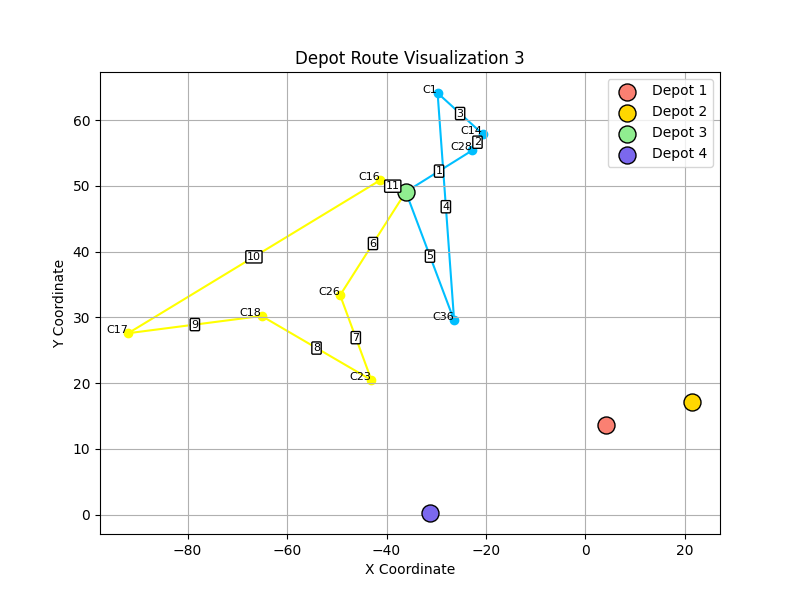 Depot Route Visualization 3
Depot 1
Depot 2
Depot 3
Depot 4
Y Coordinate
60
50
40
30
20
10
0
C1
3
C14
2
C28
1
C16
11
4
6
5
10
C26
C17
9
C18
C36
7
8
C23
−80
−60
−40
−20
0
20
X Coordinate